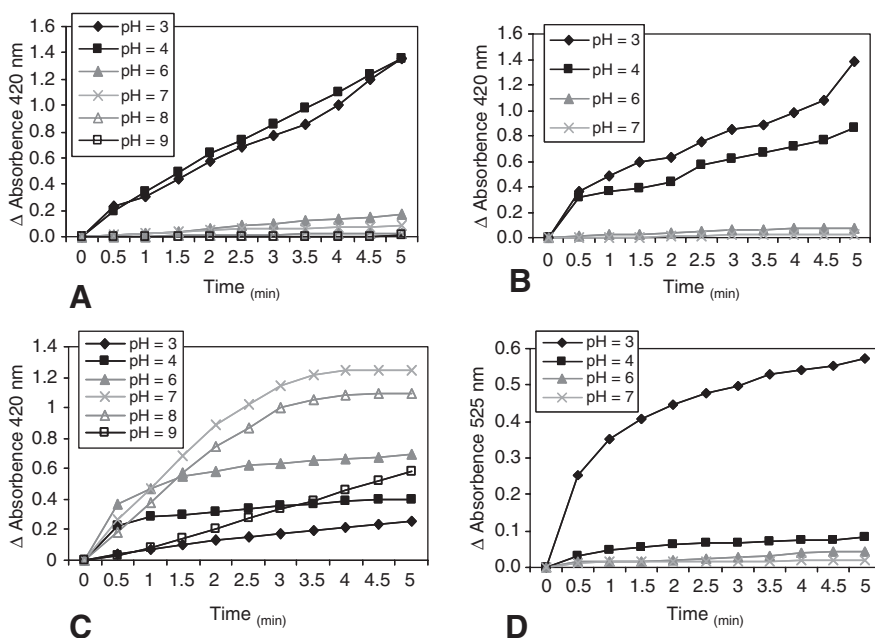 A
Δ Absorbence 420 nm
1.6
1.4
1.2
1.0
0.8
0.6
0.4
0.2
0.0
pH = 3
pH = 4
pH = 6
pH = 7
pH = 8
pH = 9
0 0.5 1 1.5 2 2.5 3 3.5 4 4.5 5
Time (min)
B
Δ Absorbence 420 nm
1.6
1.4
1.2
1.0
0.8
0.6
0.4
0.2
0.0
pH = 3
pH = 4
pH = 6
pH = 7
0 0.5 1 1.5 2 2.5 3 3.5 4 4.5 5
Time (min)
C
Δ Absorbence 420 nm
1.4
1.2
1
0.8
0.6
0.4
0.2
0
pH = 3
pH = 4
pH = 6
pH = 7
pH = 8
pH = 9
0 0.5 1 1.5 2 2.5 3 3.5 4 4.5 5
Time (min)
D
Δ Absorbence 525 nm
0.6
0.5
0.4
0.3
0.2
0.1
0.0
pH = 3
pH = 4
pH = 6
pH = 7
0 0.5 1 1.5 2 2.5 3 3.5 4 4.5 5
Time (min)